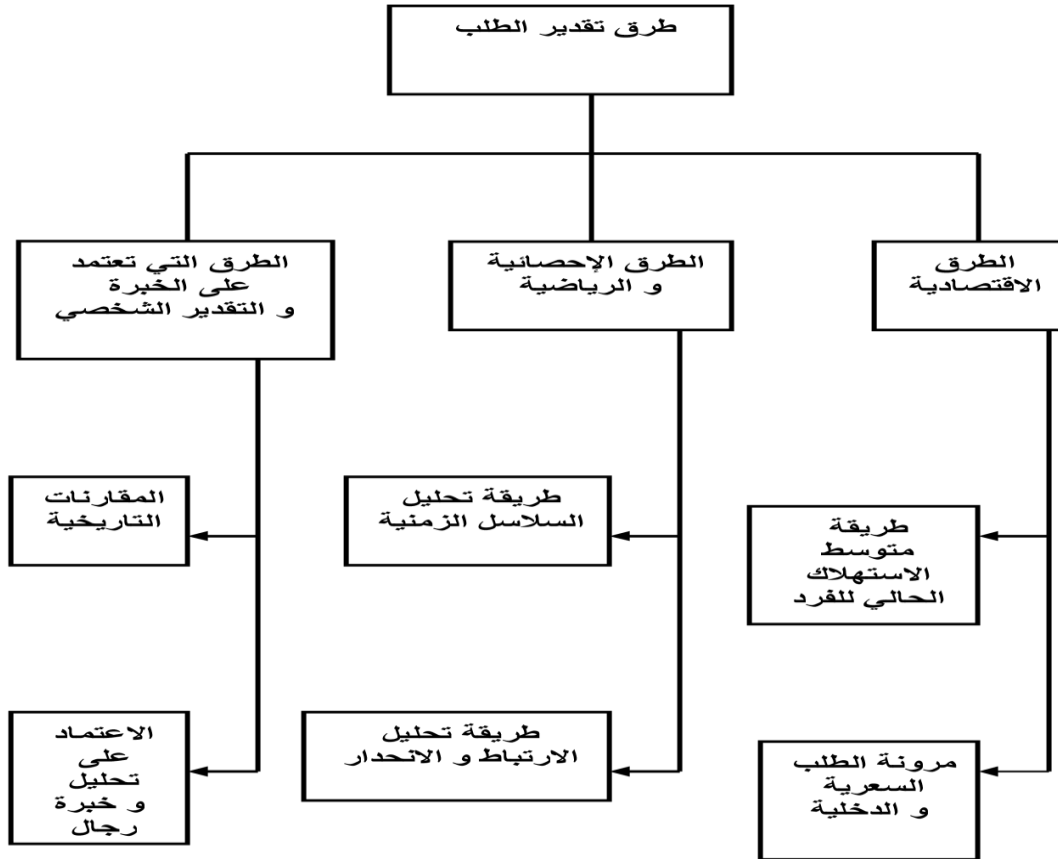 طرق تقدير الطلب
الطرق
الاقتصادية
الطرق الإحصائية
و الرياضية
الطرق التي تعتمد
على الخبرة
و التقدير الشخصي
طريقة
متوسط
الاستهلاك
الحالي للفرد
طريقة تحليل
السلاسل الزمنية
المقارنات
التاريخية
مرونة الطلب
السعرية
و الدخلية
طريقة تحليل
الارتباط و الانحدار
الاعتماد
على
تحليل
و خبرة
رجال